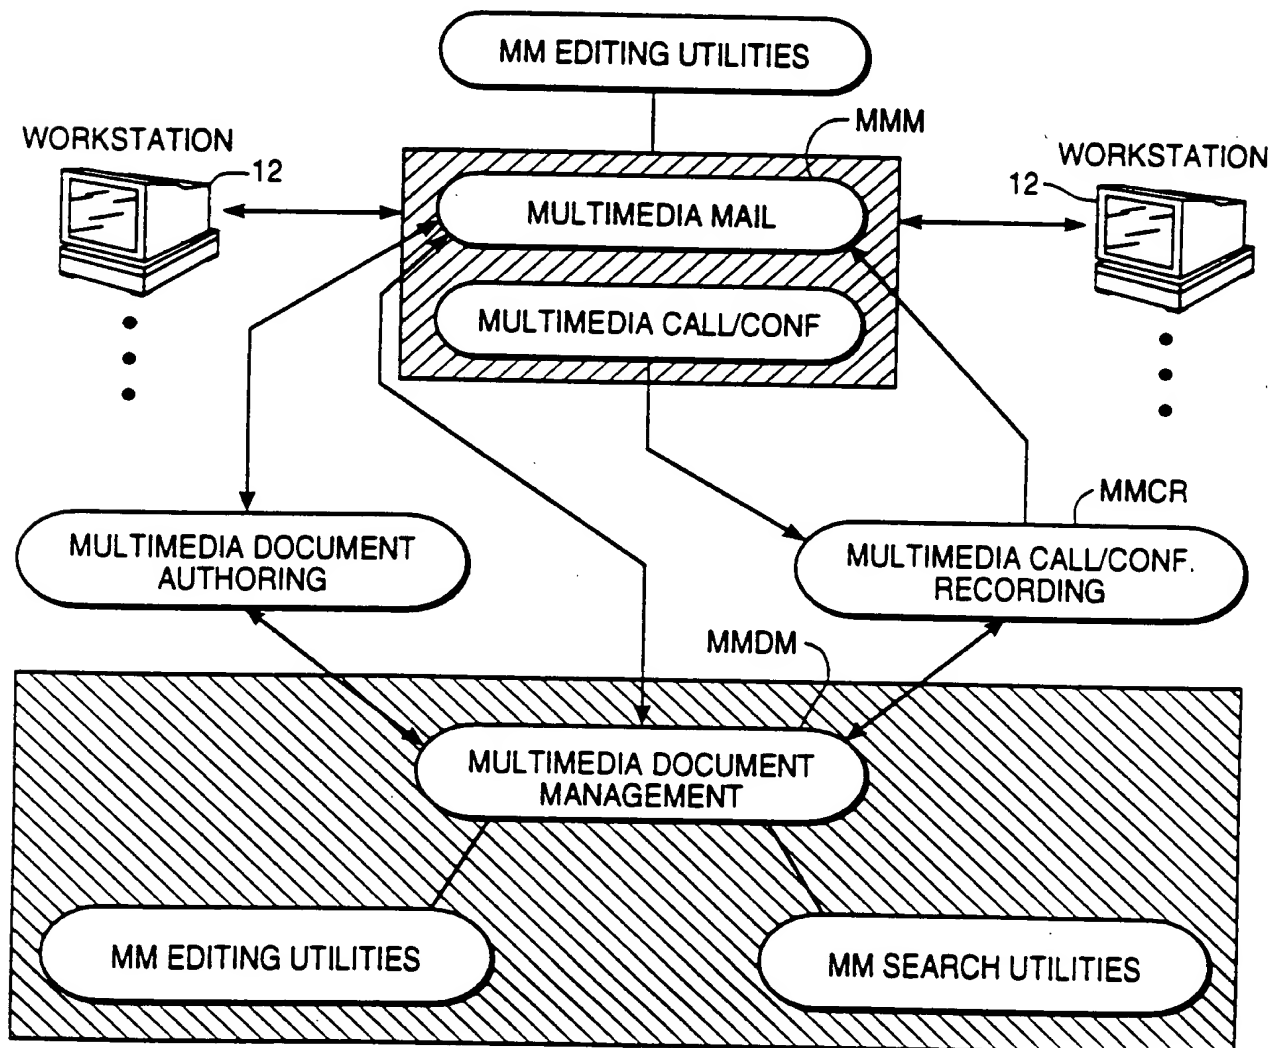 MM EDITING UTILITIES
MMM
WORKSTATION
12
WORKSTATION
12
MULTIMEDIA MAIL
MULTIMEDIA CALL/CONF
MMCR
MULTIMEDIA DOCUMENT
AUTHORING
MULTIMEDIA CALL/CONF.
RECORDING
MMDM
MULTIMEDIA DOCUMENT
MANAGEMENT
MM EDITING UTILITIES
MM SEARCH UTILITIES